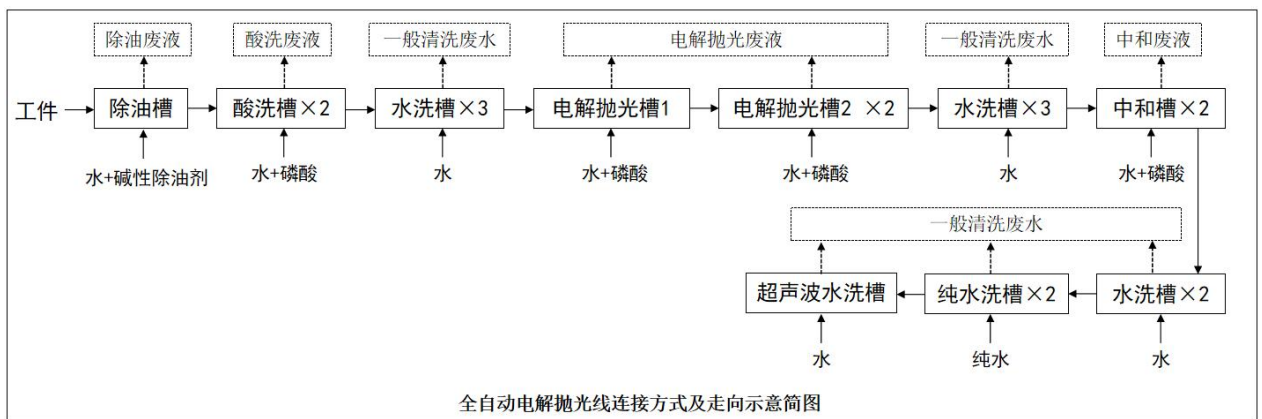 除油废液
酸洗废液
一般清洗废水
电解抛光废液
一般清洗废水
中和废液
工件
除油槽
酸洗槽×2
水洗槽×3
电解抛光槽1
电解抛光槽2 ×2
水洗槽×3
中和槽×2
水+碱性除油剂
水+磷酸
水
水+磷酸
水+磷酸
水
水+磷酸
一般清洗废水
超声波水洗槽
纯水洗槽×2
水洗槽×2
水
纯水
水
全自动电解抛光线连接方式及走向示意简图